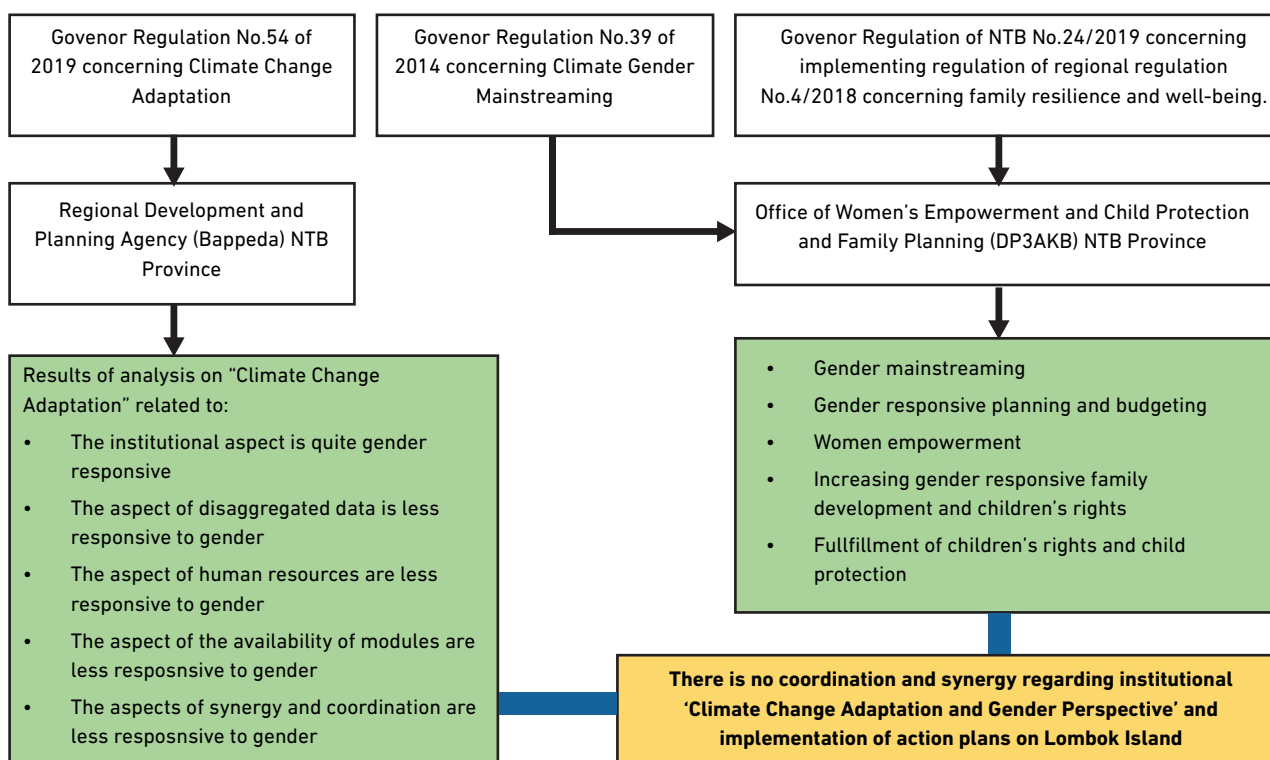 Govenor Regulation No.54 of
2019 concerning Climate Change
Adaptation
Govenor Regulation No.39 of
2014 concerning Climate Gender
Mainstreaming
Govenor Regulation of NTB No.24/2019 concerning
implementing regulation of regional regulation
No.4/2018 concerning family resilience and well-being.
Regional Development and
Planning Agency (Bappeda) NTB
Province
Office of Women's Empowerment and Child Protection
and Family Planning (DP3AKB) NTB Province
Results of analysis on “Climate Change
Adaptation” related to:
• The institutional aspect is quite gender
responsive
• The aspect of disaggregated data is less
responsive to gender
• The aspect of human resources are less
responsive to gender
• The aspect of the availability of modules are
less resposnsive to gender
• The aspects of synergy and coordination are
less resposnsive to gender
• Gender mainstreaming
• Gender responsive planning and budgeting
• Women empowerment
• Increasing gender responsive family
development and children's rights
• Fullfillment of children's rights and child
protection
There is no coordination and synergy regarding institutional
‘Climate Change Adaptation and Gender Perspective’ and
implementation of action plans on Lombok Island